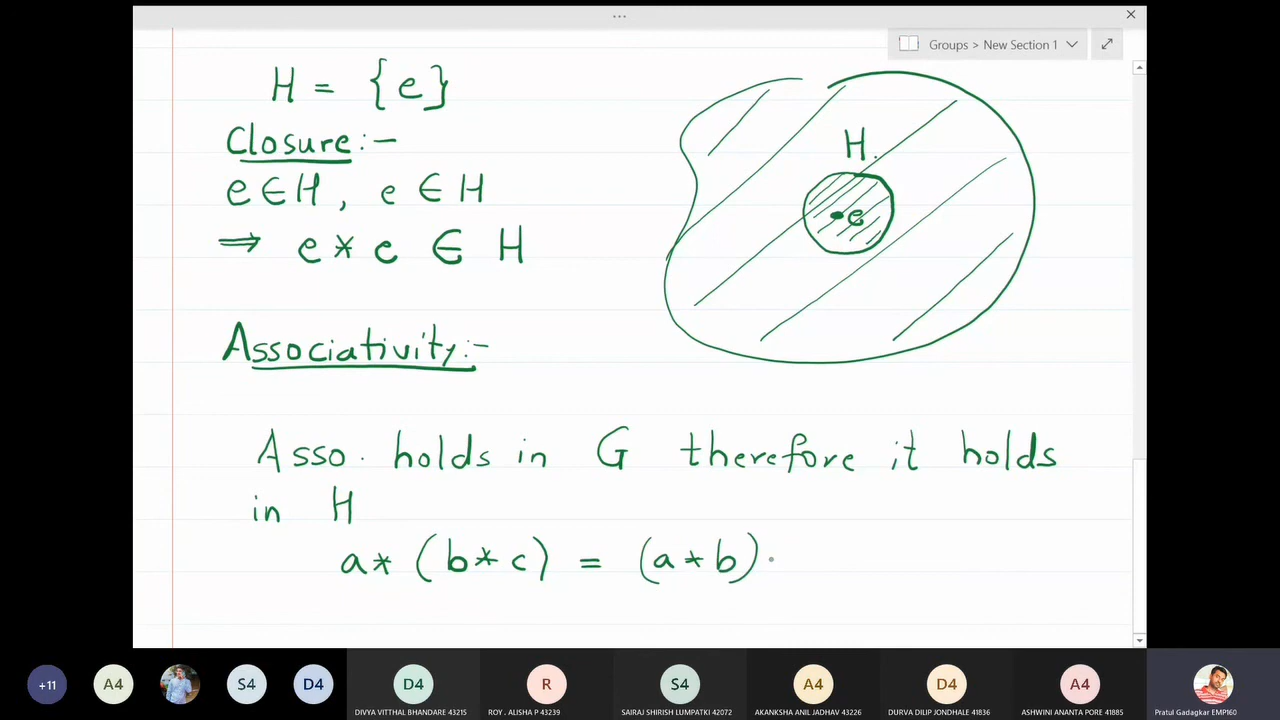 Groups > New Section 1
H = {e}
Closure:-
e ∈ H, e ∈ H
⇒ e * e ∈ H
H.
e
Associativity:-
Asso. holds in G therefore it holds
in H
a * (b * c) = (a * b)
+11
A4
S4
D4
D4
R
S4
A4
D4
A4
DIVYA VITTHAL BHANDARE 43215
ROY . ALISHA P 43239
SAIRAJ SHIRISH LUMPATKI 42072
AKANKSHA ANIL JADHAV 43226
DURVA DILIP JONDHALE 41836
ASHWINI ANANTA PORE 41885
Pratul Gadagkar EMP160